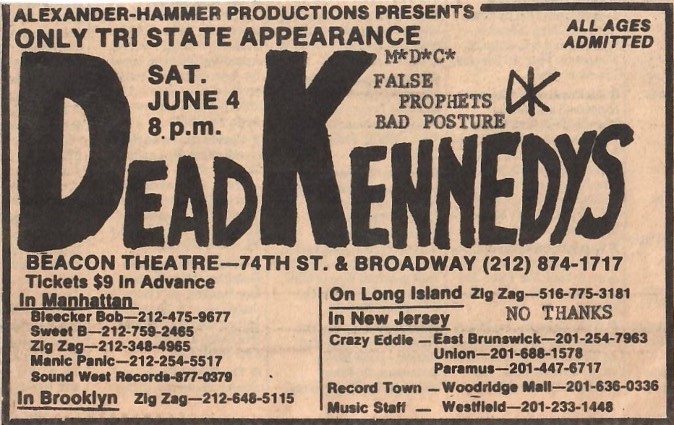 ALEXANDER-HAMMER PRODUCTIONS PRESENTS
ONLY TRI STATE APPEARANCE
ALL AGES
ADMITTED
SAT.
JUNE 4
8 p.m.
M*D*C*
FALSE
PROPHETS
BAD POSTURE
DK
DEAD KENNEDYS
BEACON THEATRE—74TH ST. & BROADWAY (212) 874-1717
Tickets $9 In Advance
In Manhattan
Bleecker Bob—212-475-9677
Sweet B—212-759-2465
Zig Zag—212-348-4965
Manic Panic—212-254-5517
Sound West Records-877-0379
In Brooklyn Zig Zag—212-648-5115
On Long Island Zig Zag—516-775-3181
In New Jersey NO THANKS
Crazy Eddie — East Brunswick—201-254-7963
Union—201-688-1578
Paramus—201-447-6717
Record Town — Woodridge Mall—201-636-0336
Music Staff — Westfield—201-233-1448